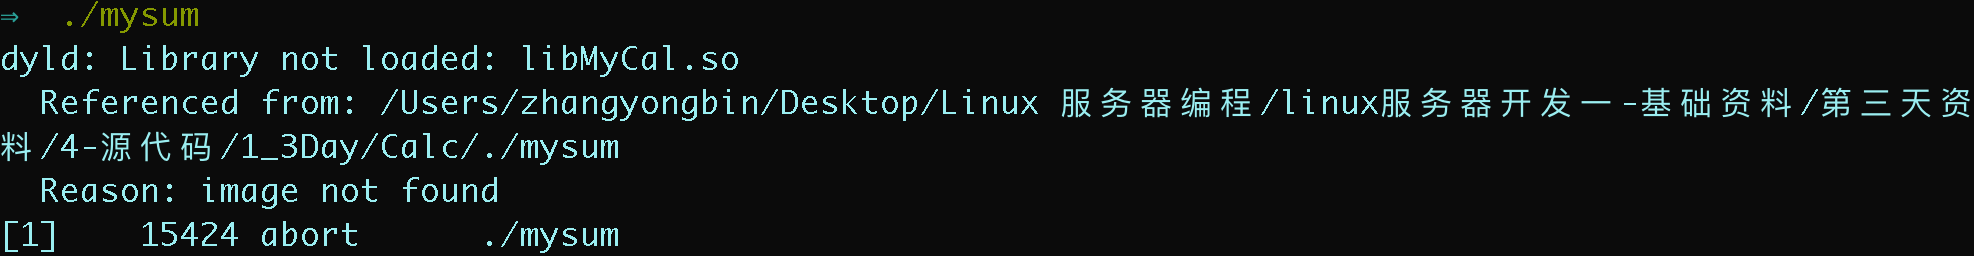 ⇒  ./mysum
dyld: Library not loaded: libMyCal.so
  Referenced from: /Users/zhangyongbin/Desktop/Linux 服务器编程/linux服务器开发一-基础资料/第三天资
料/4-源代码/1_3Day/Calc/./mysum
  Reason: image not found
[1]    15424 abort      ./mysum